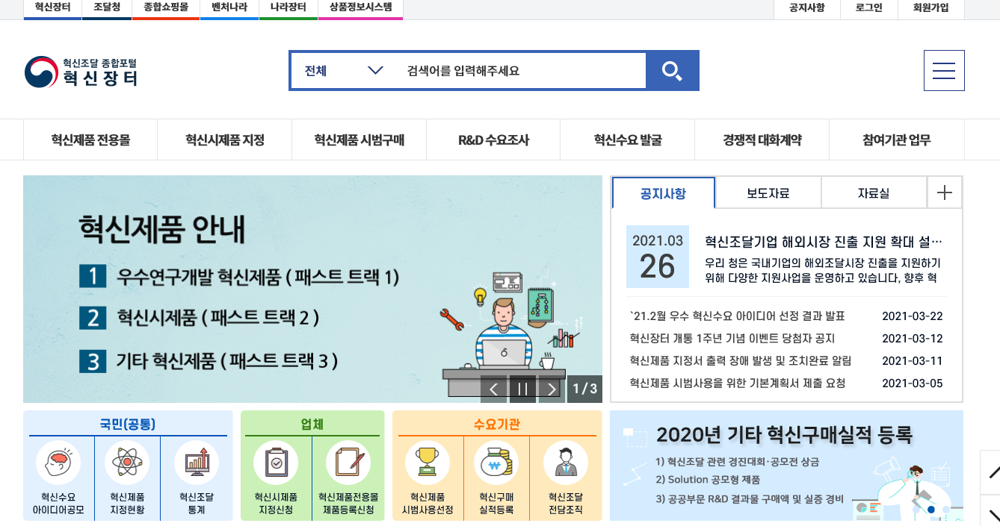 혁신장터 조달청 종합쇼핑몰 벤처나라 나라장터 상품정보시스템 공지사항 로그인 회원가입
혁신조달 종합포털
혁신장터
전체 검색어를 입력해주세요
혁신제품 전용몰 혁신시제품 지정 혁신제품 시범구매 R&D 수요조사 혁신수요 발굴 경쟁적 대화계약 참여기관 업무
혁신제품 안내
1 우수연구개발 혁신제품 ( 패스트 트랙 1)
2 혁신시제품 ( 패스트 트랙 2 )
3 기타 혁신제품 ( 패스트 트랙 3 )
1 / 3
공지사항 보도자료 자료실
2021.03
26
혁신조달기업 해외시장 진출 지원 확대 설…
우리 청은 국내기업의 해외조달시장 진출을 지원하기
위해 다양한 지원사업을 운영하고 있습니다, 향후 혁
`21.2월 우수 혁신수요 아이디어 선정 결과 발표 2021-03-22
혁신장터 개통 1주년 기념 이벤트 당첨자 공지 2021-03-12
혁신제품 지정서 출력 장애 발생 및 조치완료 알림 2021-03-11
혁신제품 시범사용을 위한 기본계획서 제출 요청 2021-03-05
국민(공통)
혁신수요
아이디어공모
혁신제품
지정현황
혁신조달
통계
업체
혁신시제품
지정신청
혁신제품전용몰
제품등록신청
수요기관
혁신제품
시범사용선정
혁신구매
실적등록
혁신조달
전담조직
2020년 기타 혁신구매실적 등록
1) 혁신조달 관련 경진대회·공모전 상금
2) Solution 공모형 제품
3) 공공부문 R&D 결과물 구매액 및 실증 경비